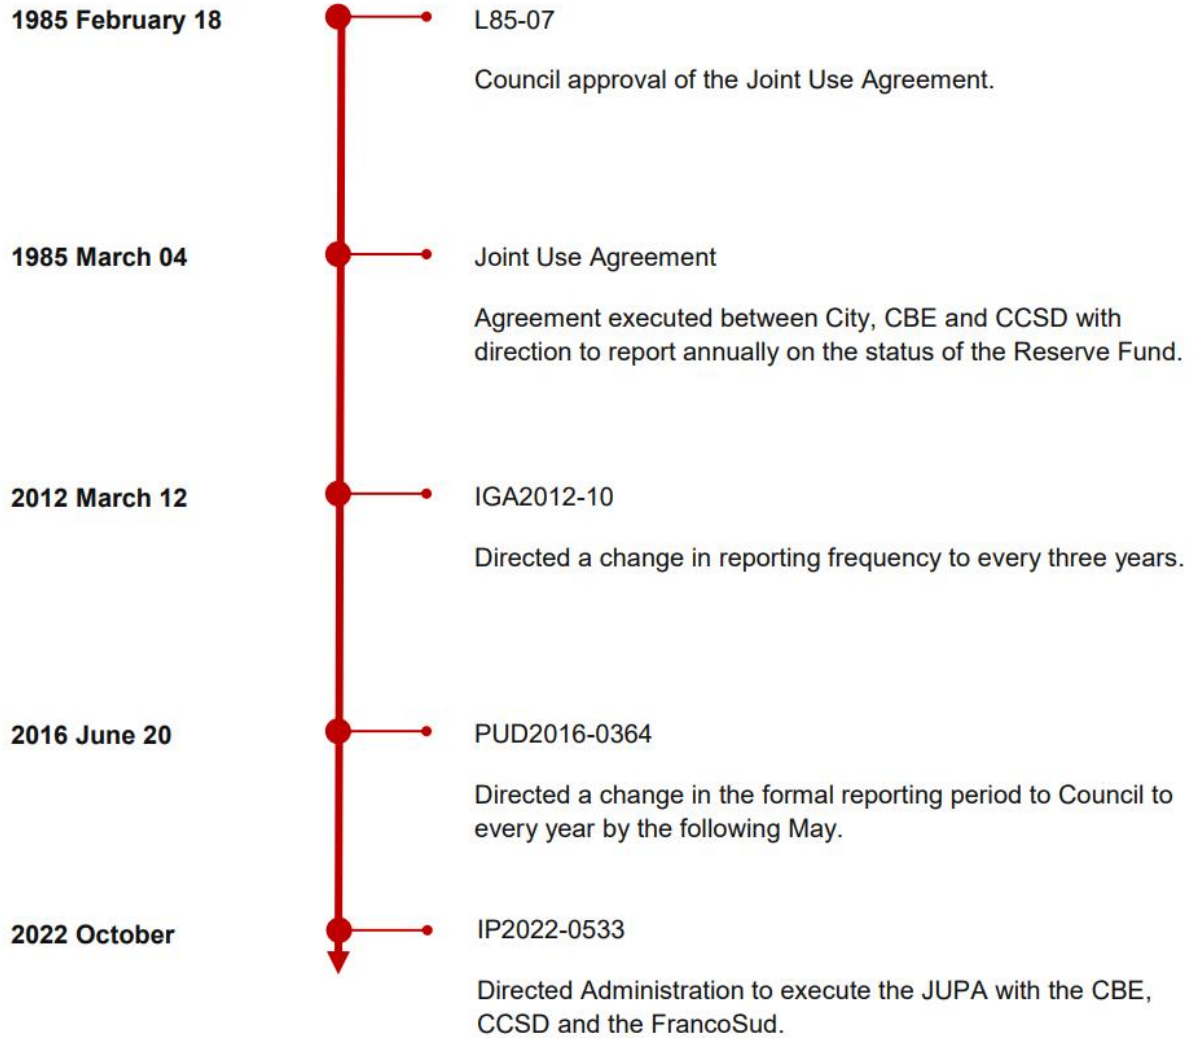 1985 February 18
L85-07
Council approval of the Joint Use Agreement.
1985 March 04
Joint Use Agreement
Agreement executed between City, CBE and CCSD with
direction to report annually on the status of the Reserve Fund.
2012 March 12
IGA2012-10
Directed a change in reporting frequency to every three years.
2016 June 20
PUD2016-0364
Directed a change in the formal reporting period to Council to
every year by the following May.
2022 October
IP2022-0533
Directed Administration to execute the JUPA with the CBE,
CCSD and the FrancoSud.